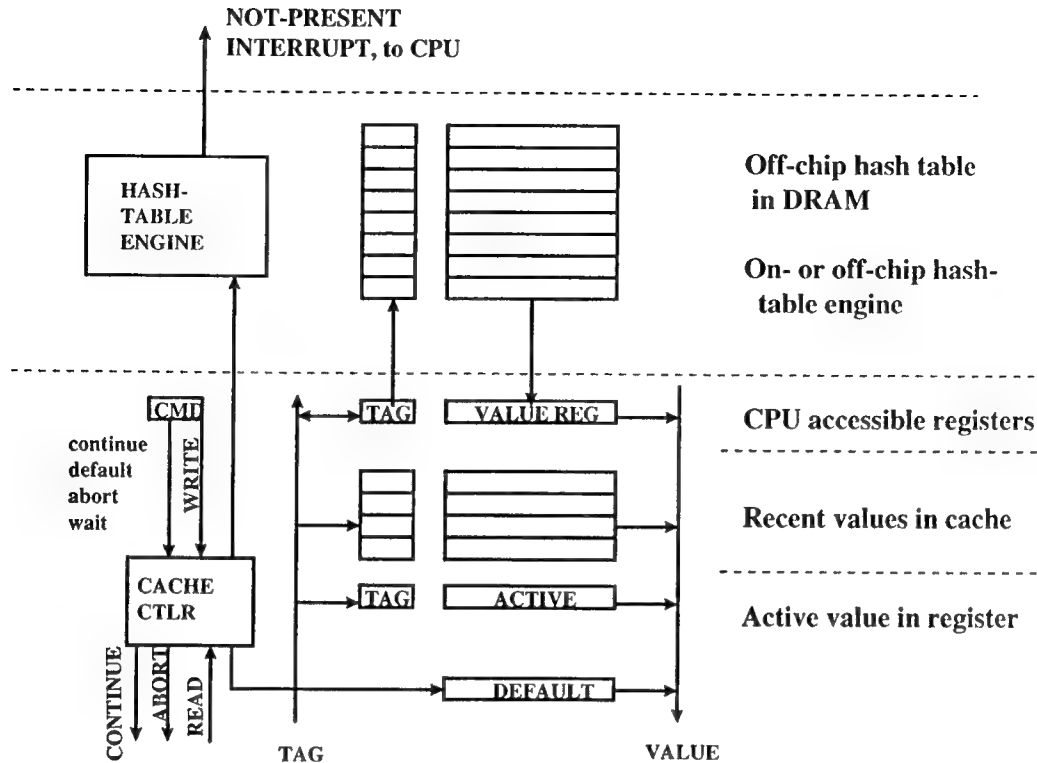 NOT-PRESENT
INTERRUPT, to CPU
HASH-
TABLE
ENGINE
Off-chip hash table
in DRAM
On- or off-chip hash-
table engine
CMD
WRITE
continue
default
abort
wait
TAG
VALUE REG
CPU accessible registers
Recent values in cache
CACHE
CTLR
TAG
ACTIVE
Active value in register
CONTINUE
ABORT
READ
DEFAULT
TAG
VALUE